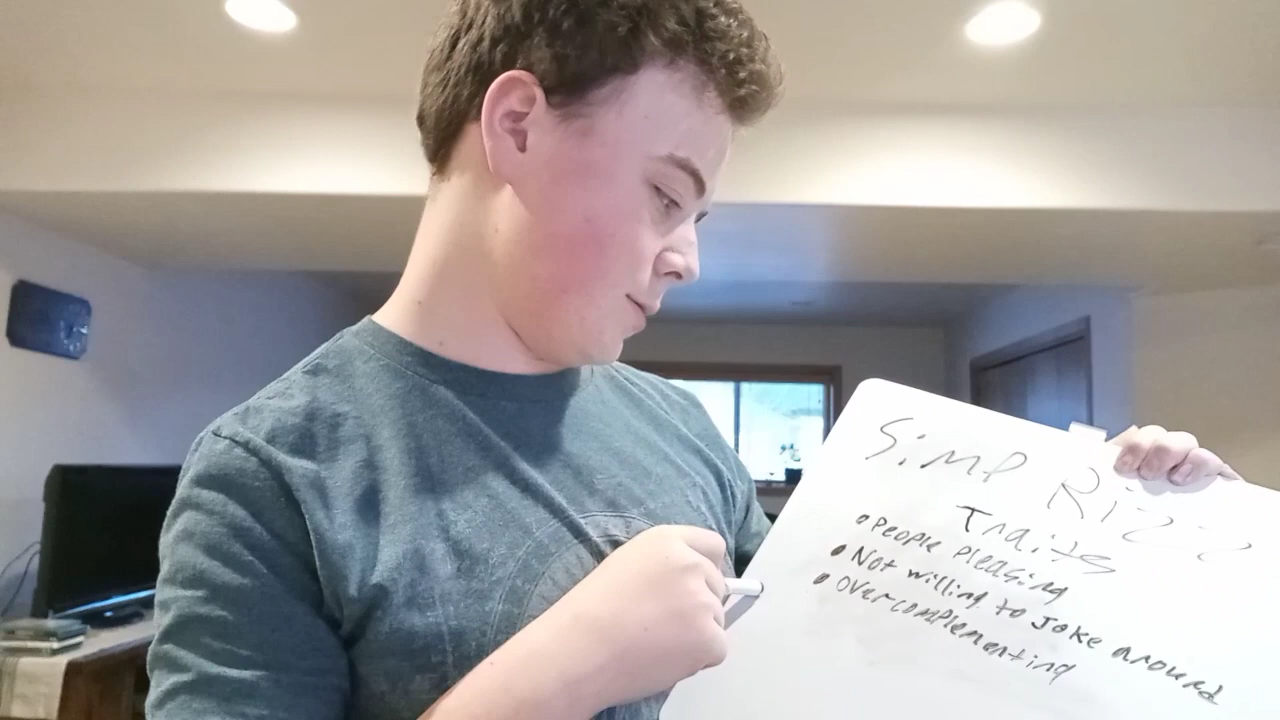 Simp Rizz
Traits
• People Pleasing
• Not willing to Joke around
• Overcomplementing